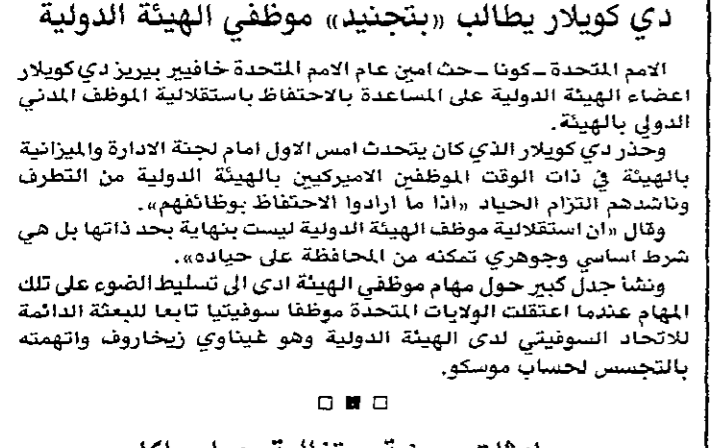 دي كويلار يطالب «بتجنيد» موظفي الهيئة الدولية
الامم المتحدة ـ كونا ـ حث امين عام الامم المتحدة خافيير بيريز دي كويلار
اعضاء الهيئة الدولية على المساعدة بالاحتفاظ باستقلالية الموظف المدني
الدولي بالهيئة.
وحذر دي كويلار الذي كان يتحدث امس الاول امام لجنة الادارة والميزانية
بالهيئة في ذات الوقت الموظفين الاميركيين بالهيئة الدولية من التطرف
وناشدهم التزام الحياد «اذا ما ارادوا الاحتفاظ بوظائفهم».
وقال «ان استقلالية موظف الهيئة الدولية ليست بنهاية بحد ذاتها بل هي
شرط اساسي وجوهري تمكنه من المحافظة على حياده».
ونشأ جدل كبير حول مهام موظفي الهيئة ادى الى تسليط الضوء على تلك
المهام عندما اعتقلت الولايات المتحدة موظفا سوفيتيا تابعا للبعثة الدائمة
للاتحاد السوفيتي لدى الهيئة الدولية وهو غيناوي زيخاروف واتهمته
بالتجسس لحساب موسكو.